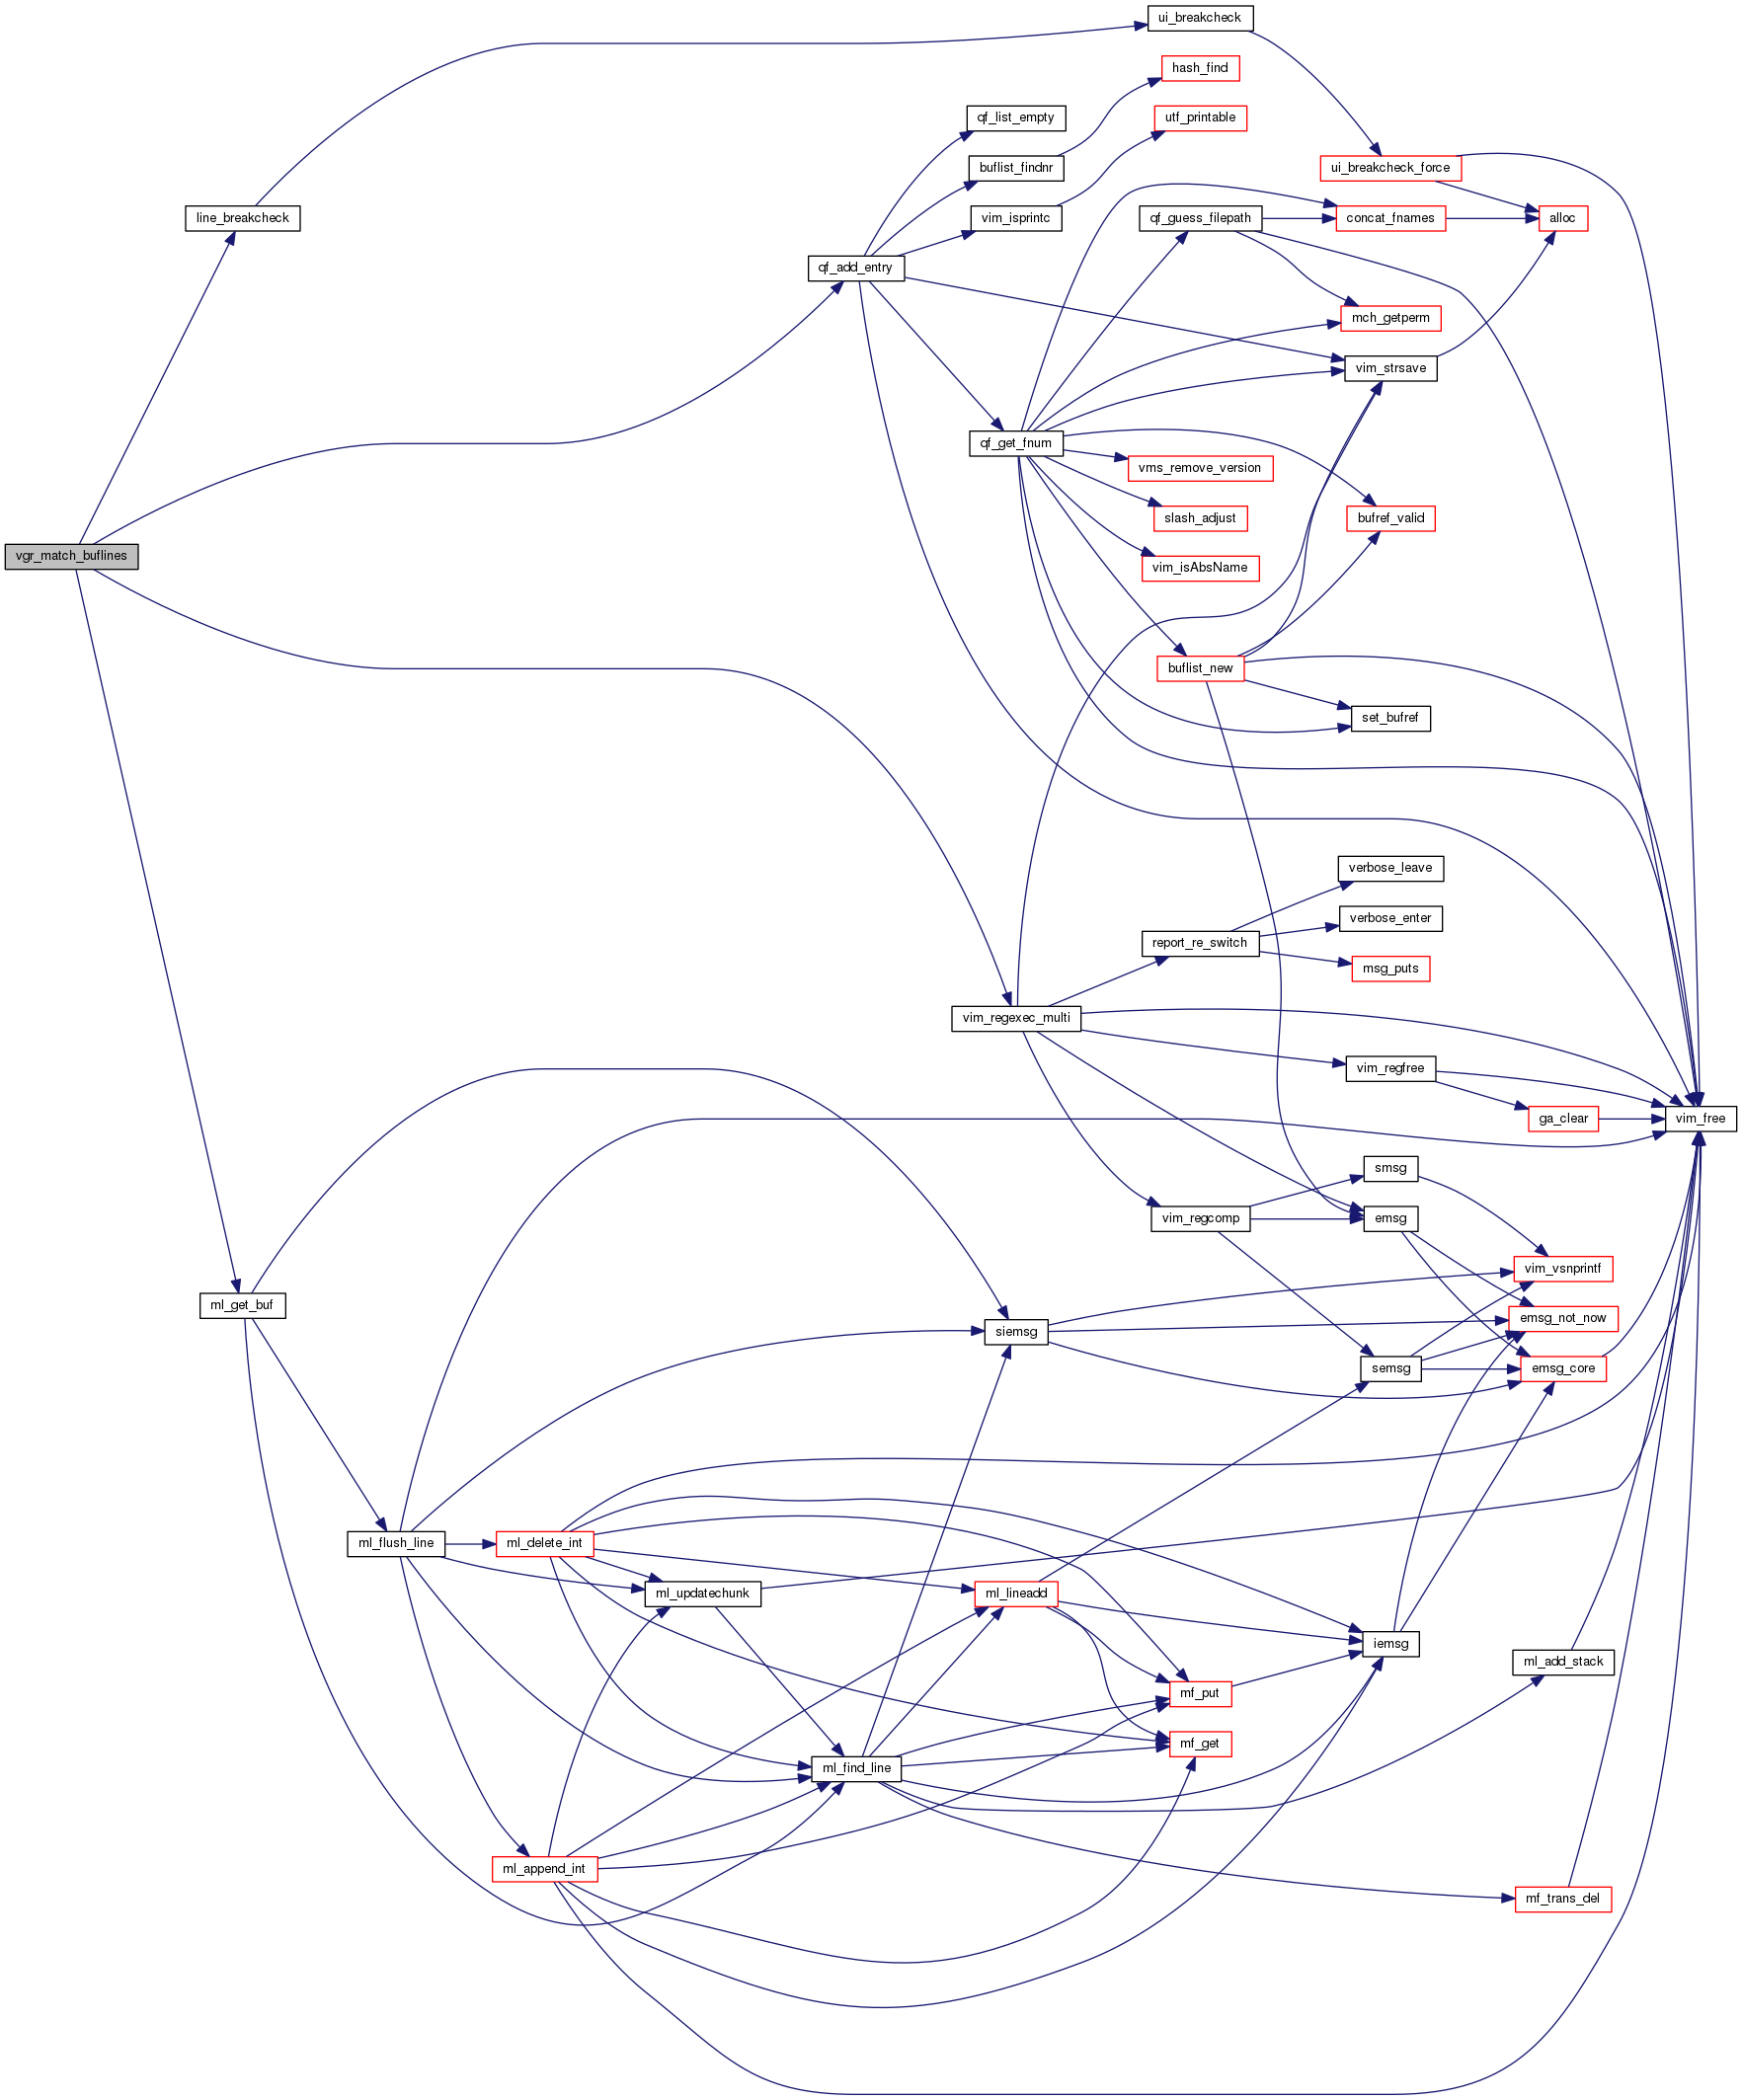 ui_breakcheck
hash_find
qf_list_empty
utf_printable
buflist_findnr
ui_breakcheck_force
line_breakcheck
vim_isprintc
qf_guess_filepath
concat_fnames
alloc
qf_add_entry
mch_getperm
vim_strsave
qf_get_fnum
vms_remove_version
slash_adjust
bufref_valid
vgr_match_buflines
vim_isAbsName
buflist_new
set_bufref
verbose_leave
verbose_enter
report_re_switch
msg_puts
vim_regexec_multi
vim_regfree
ga_clear
vim_free
smsg
vim_regcomp
emsg
vim_vsnprintf
ml_get_buf
emsg_not_now
siemsg
semsg
emsg_core
ml_flush_line
ml_delete_int
ml_updatechunk
ml_lineadd
iemsg
ml_add_stack
mf_put
mf_get
ml_find_line
ml_append_int
mf_trans_del